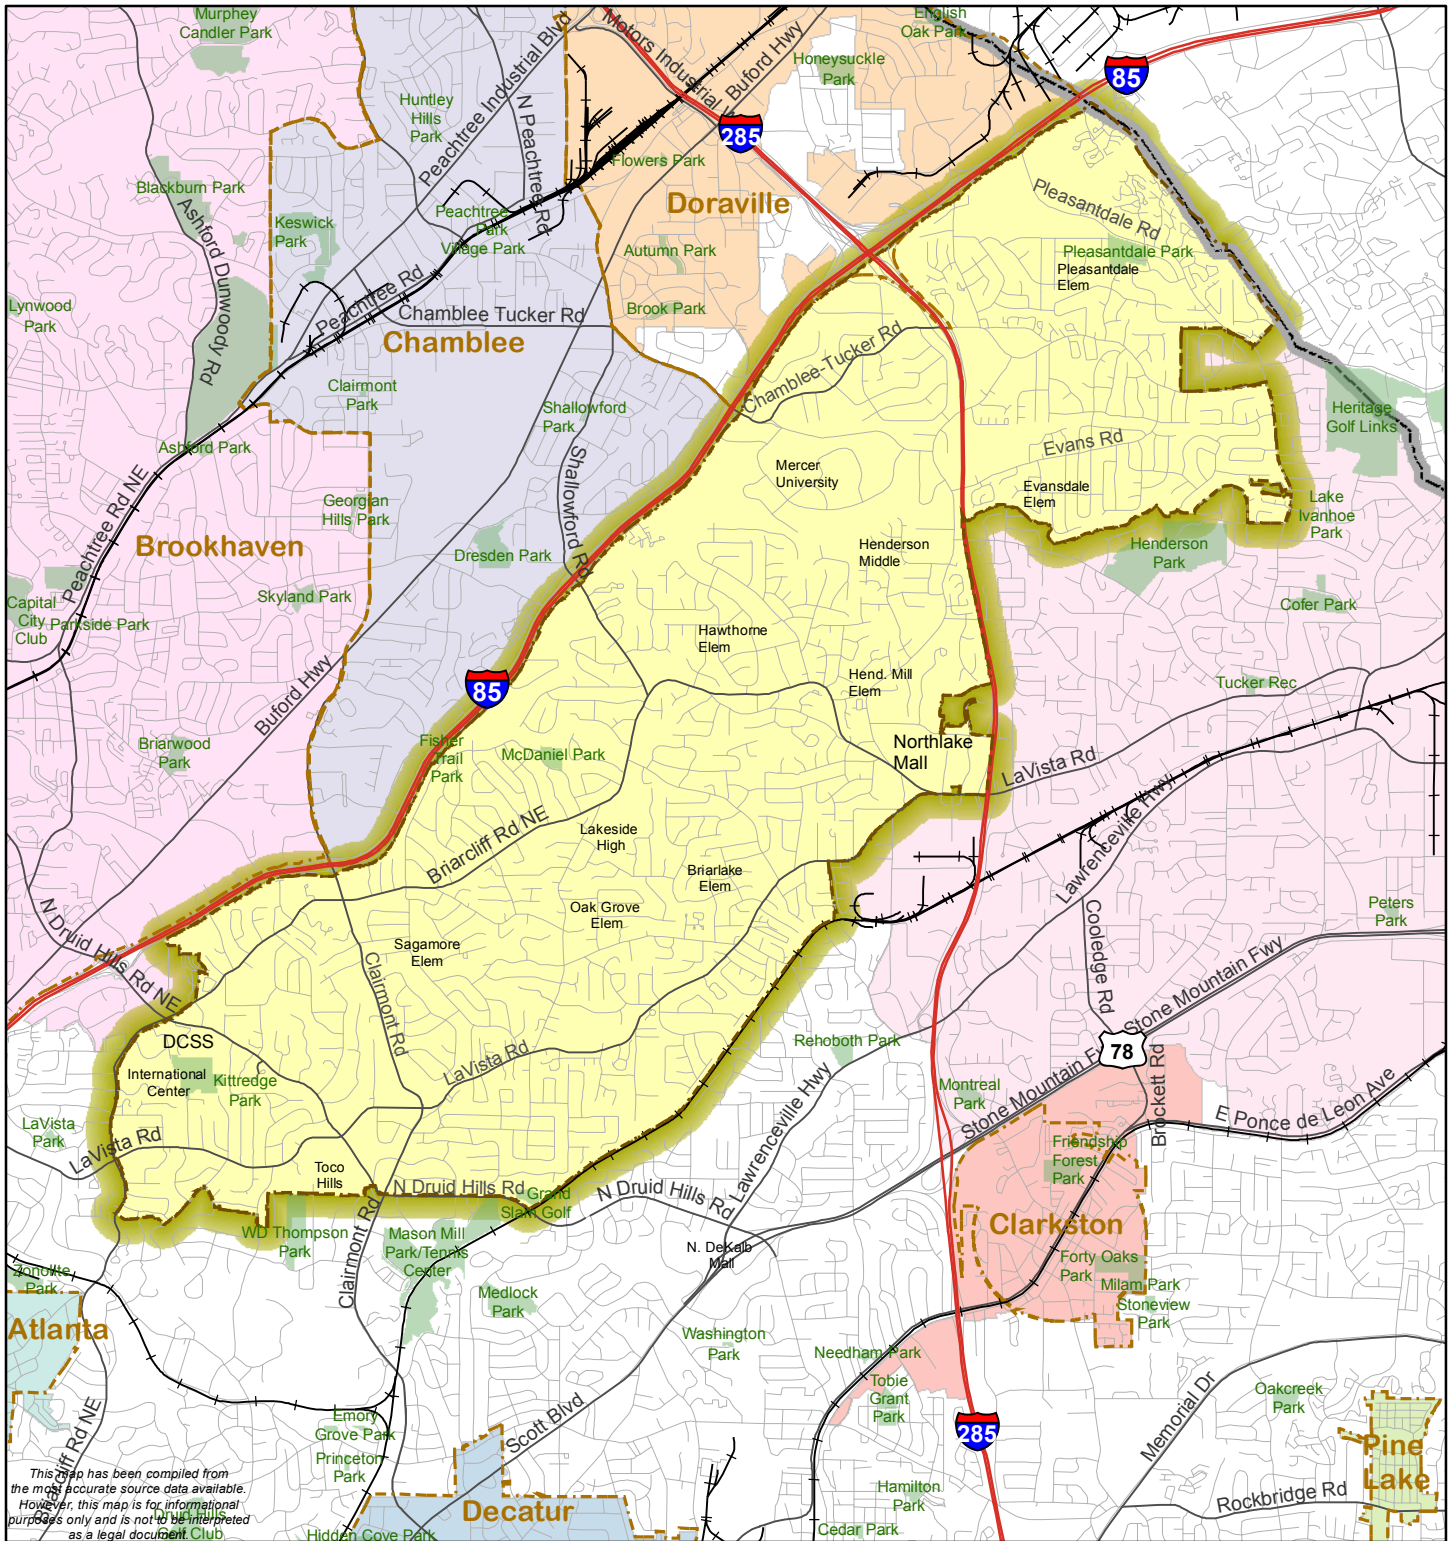 Murphey
Candler Park
English
Oak Park
Motors Industrial
Buford Hwy
Peachtree Industrial Blvd
N Peachtree Rd
Honeysuckle
Park
85
Huntley
Hills
Park
285
Flowers Park
Blackburn Park
Ashford Dunwoody Rd
Keswick
Park
Peachtree
Park
Village Park
Doraville
Pleasantdale Rd
Autumn Park
Pleasantdale Park
Pleasantdale
Elem
Lynwood
Park
Peachtree Rd
Chamblee Tucker Rd
Brook Park
Chamblee
Chamblee-Tucker Rd
Clairmont
Park
Shallowford
Park
Heritage
Golf Links
Ashford Park
Evans Rd
Shallowford Rd
Mercer
University
Peachtree Rd NE
Georgian
Hills Park
Evansdale
Elem
Lake
Ivanhoe
Park
Brookhaven
Dresden Park
Henderson
Middle
Henderson
Park
Capital
City
Club
Parkside Park
Skyland Park
Cofer Park
Hawthorne
Elem
Buford Hwy
85
Hend. Mill
Elem
Tucker Rec
Briarwood
Park
Fisher
Trail
Park
McDaniel Park
Northlake
Mall
LaVista Rd
Lawrenceville Hwy
Briarcliff Rd NE
Lakeside
High
Briarlake
Elem
Oak Grove
Elem
Peters
Park
N Druid Hills Rd NE
Sagamore
Elem
Cooledge Rd
Stone Mountain Fwy
Clairmont Rd
DCSS
International
Center
Kittredge
Park
LaVista Rd
Rehoboth Park
78
Stone Mountain
Brockett Rd
Montreal
Park
E Ponce de Leon Ave
LaVista
Park
LaVista Rd
Lawrenceville Hwy
Friendship
Forest
Park
Toco
Hills
N Druid Hills Rd
Grand
Slam Golf
N Druid Hills Rd
Clarkston
WD Thompson
Park
Clairmont Rd
Mason Mill
Park/Tennis
Center
N. DeKalb
Mall
Forty Oaks
Park
Milam Park
Zonolite
Park
Medlock
Park
Stoneview
Park
Atlanta
Washington
Park
Needham Park
Tobie
Grant
Park
Memorial Dr
Oakcreek
Park
Briarcliff Rd NE
Emory
Grove Park
Scott Blvd
285
Pine
Lake
Princeton
Park
This map has been compiled from
the most accurate source data available.
However, this map is for informational
purposes only and is not to be interpreted
as a legal document.
Druid Hills
Golf Club
Decatur
Hamilton
Park
Rockbridge Rd
Hidden Cove Park
Cedar Park